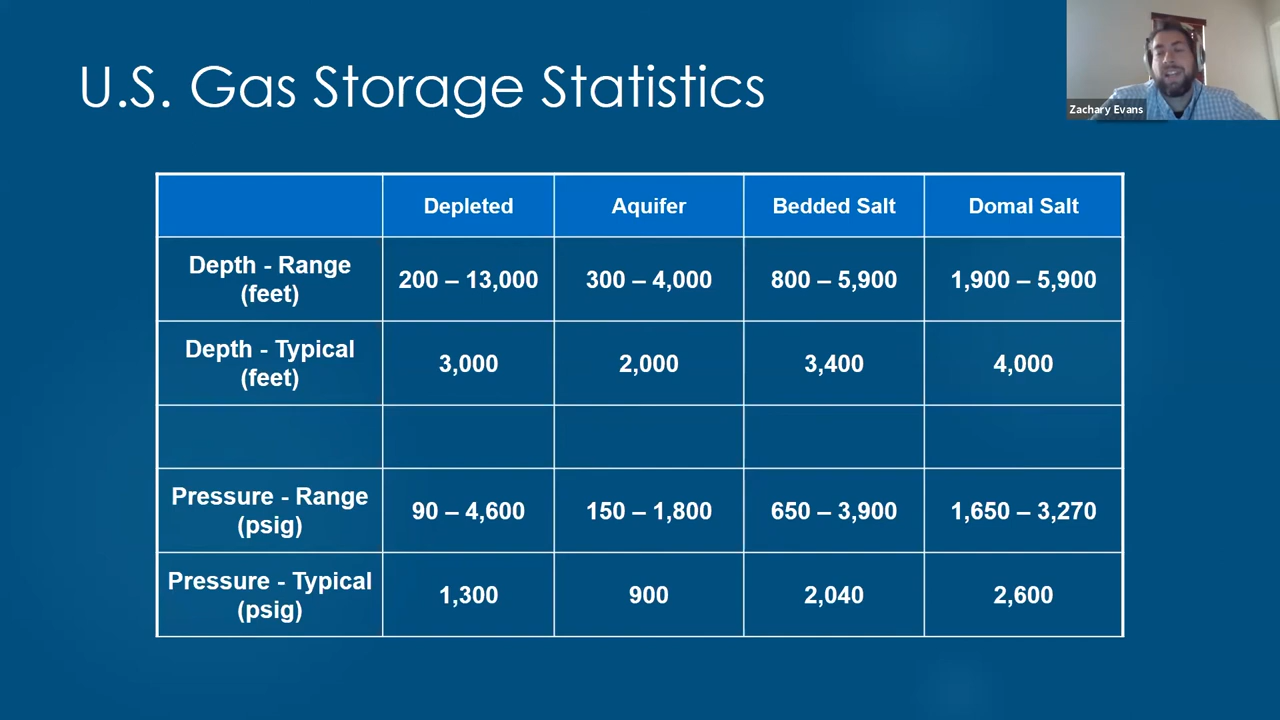 U.S. Gas Storage Statistics
Zachary Evans
Depleted Aquifer Bedded Salt Domal Salt
Depth - Range
(feet)
200 – 13,000 300 – 4,000 800 – 5,900 1,900 – 5,900
Depth - Typical
(feet)
3,000 2,000 3,400 4,000
Pressure - Range
(psig)
90 – 4,600 150 – 1,800 650 – 3,900 1,650 – 3,270
Pressure - Typical
(psig)
1,300 900 2,040 2,600